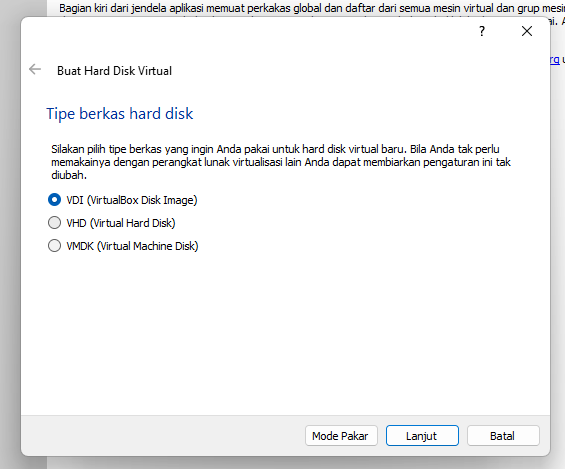 Bagian kiri dari jendela aplikasi memuat perkakas global dan daftar dari semua mesin virtual dan grup mesin
?
Buat Hard Disk Virtual
Tipe berkas hard disk
Silakan pilih tipe berkas yang ingin Anda pakai untuk hard disk virtual baru. Bila Anda tak perlu
memakainya dengan perangkat lunak virtualisasi lain Anda dapat membiarkan pengaturan ini tak
diubah.
VDI (VirtualBox Disk Image)
VHD (Virtual Hard Disk)
VMDK (Virtual Machine Disk)
Mode Pakar Lanjut Batal